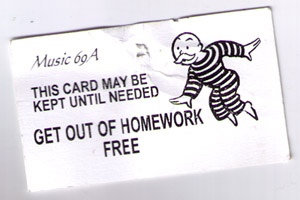 Music 69A
THIS CARD MAY BE
KEPT UNTIL NEEDED
GET OUT OF HOMEWORK
FREE